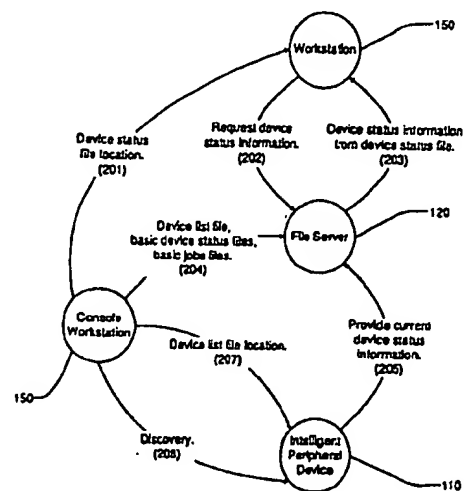 150
Workstation
Request device
status information.
(202)
Device status information
from device status file.
(203)
Device status
file location.
(201)
120
File Server
Device list file,
basic device status files,
basic jobs files.
(204)
Console
Workstation
Device list file location.
(207)
Provide current
device status
information.
(205)
150
Discovery.
(206)
Intelligent
Peripheral
Device
110